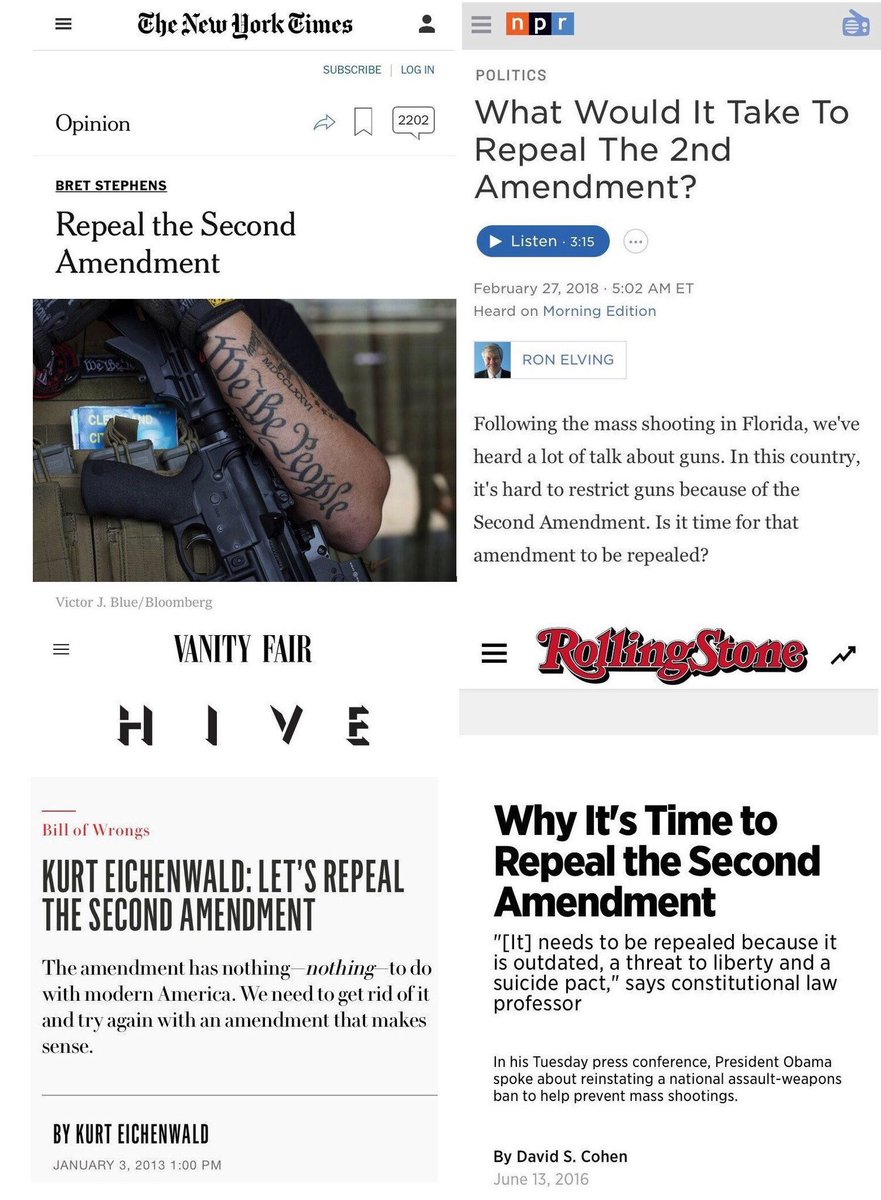 The New York Times
SUBSCRIBE | LOG IN
Opinion
2202
BRET STEPHENS
Repeal the Second
Amendment
We the People
MDCCLXXVI
We the People
Victor J. Blue/Bloomberg
npr
POLITICS
What Would It Take To
Repeal The 2nd
Amendment?
Listen · 3:15
February 27, 2018 · 5:02 AM ET
Heard on Morning Edition
RON ELVING
Following the mass shooting in Florida, we've
heard a lot of talk about guns. In this country,
it's hard to restrict guns because of the
Second Amendment. Is it time for that
amendment to be repealed?
VANITY FAIR
HIVE
Bill of Wrongs
KURT EICHENWALD: LET'S REPEAL
THE SECOND AMENDMENT
The amendment has nothing—nothing—to do
with modern America. We need to get rid of it
and try again with an amendment that makes
sense.
BY KURT EICHENWALD
JANUARY 3, 2013 1:00 PM
RollingStone
Why It's Time to
Repeal the Second
Amendment
"[It] needs to be repealed because it
is outdated, a threat to liberty and a
suicide pact," says constitutional law
professor
In his Tuesday press conference, President Obama
spoke about reinstating a national assault-weapons
ban to help prevent mass shootings.
By David S. Cohen
June 13, 2016